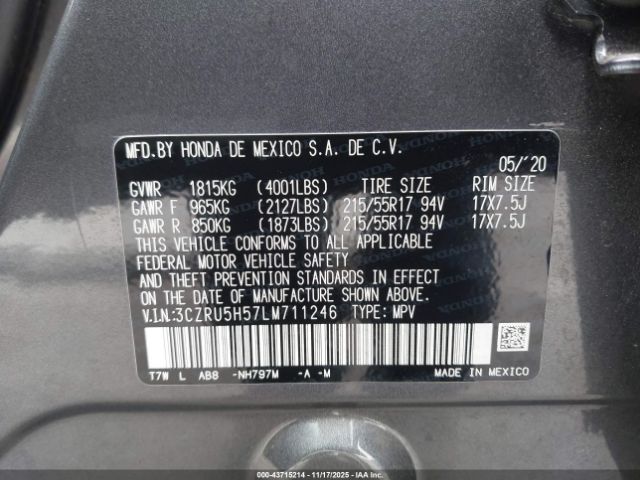 MFD.BY HONDA DE MEXICO S.A. DE C.V.
05/'20
GVWR 1815KG (4001LBS) TIRE SIZE RIM SIZE
GAWR F 965KG (2127LBS) 215/55R17 94V 17X7.5J
GAWR R 850KG (1873LBS) 215/55R17 94V 17X7.5J
THIS VEHICLE CONFORMS TO ALL APPLICABLE
FEDERAL MOTOR VEHICLE SAFETY
AND THEFT PREVENTION STANDARDS IN EFFECT
ON THE DATE OF MANUFACTURE SHOWN ABOVE.
V.I.N:3CZRU5H57LM711246 TYPE: MPV
T7W L AB8 -NH797M -A -M
MADE IN MEXICO
000-43715214 - 11/17/2025 - IAAI.COM